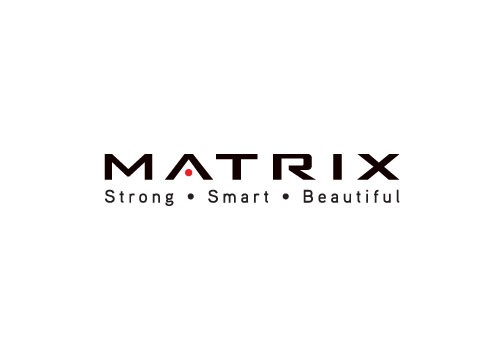 MATRIX
Strong • Smart • Beautiful